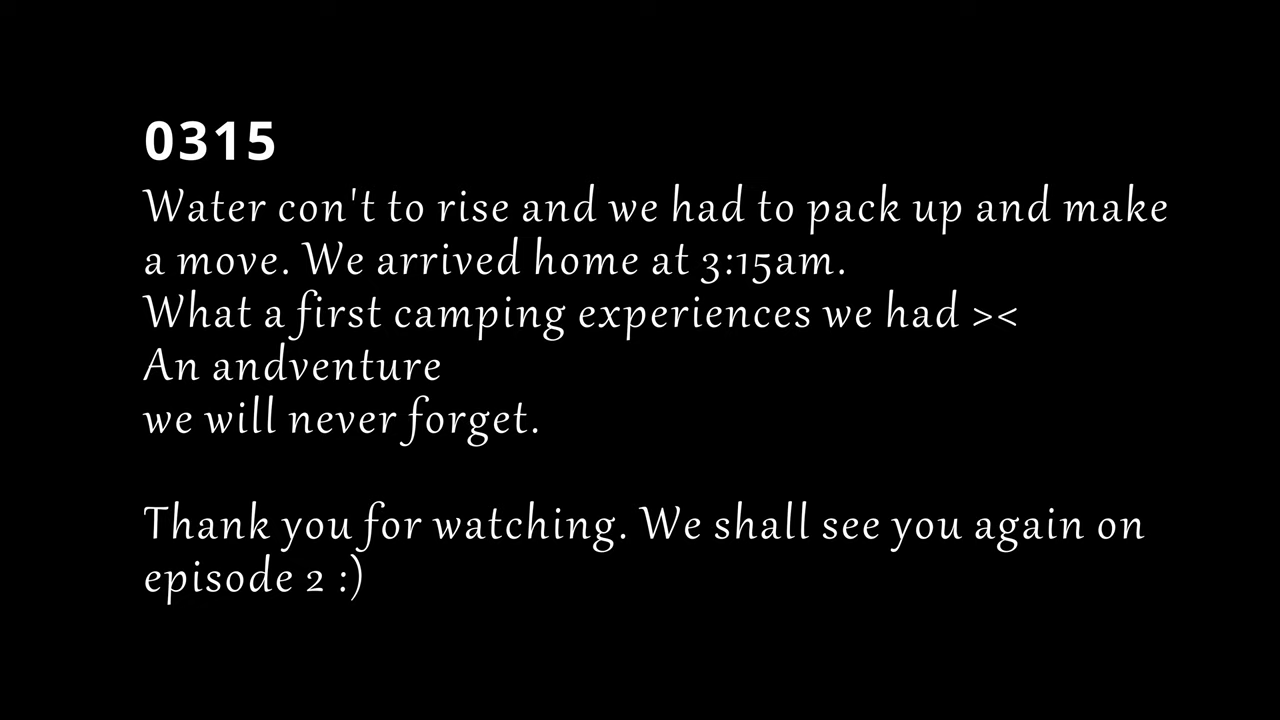 0315
Water con't to rise and we had to pack up and make
a move. We arrived home at 3:15am.
What a first camping experiences we had ><
An andventure
we will never forget.
Thank you for watching. We shall see you again on
episode 2 :)